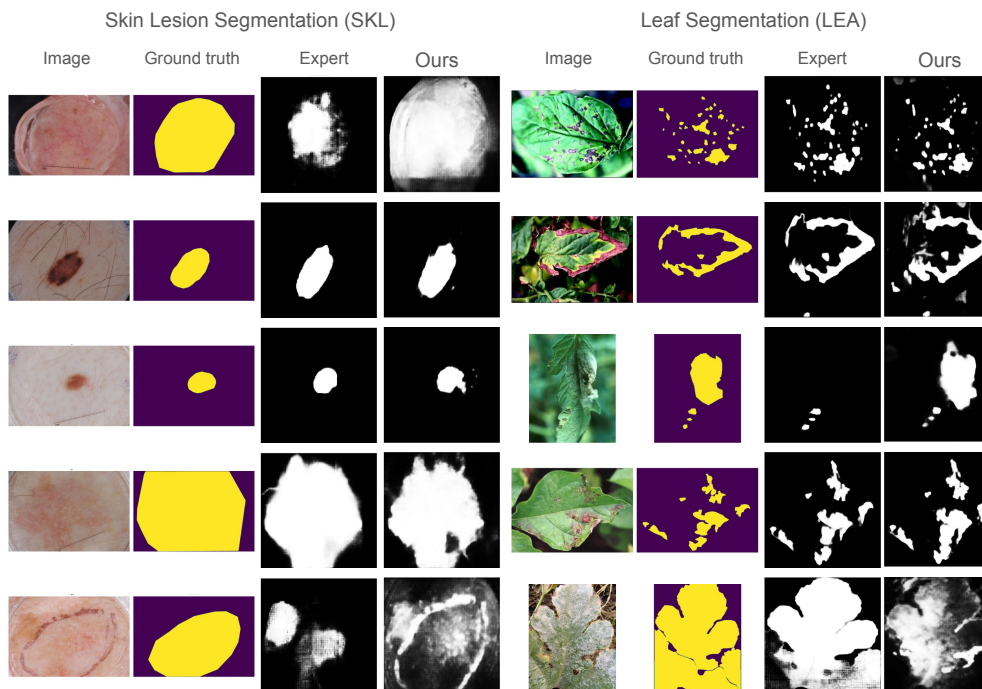 Skin Lesion Segmentation (SKL)
Leaf Segmentation (LEA)
Image Ground truth Expert Ours
Image Ground truth Expert Ours